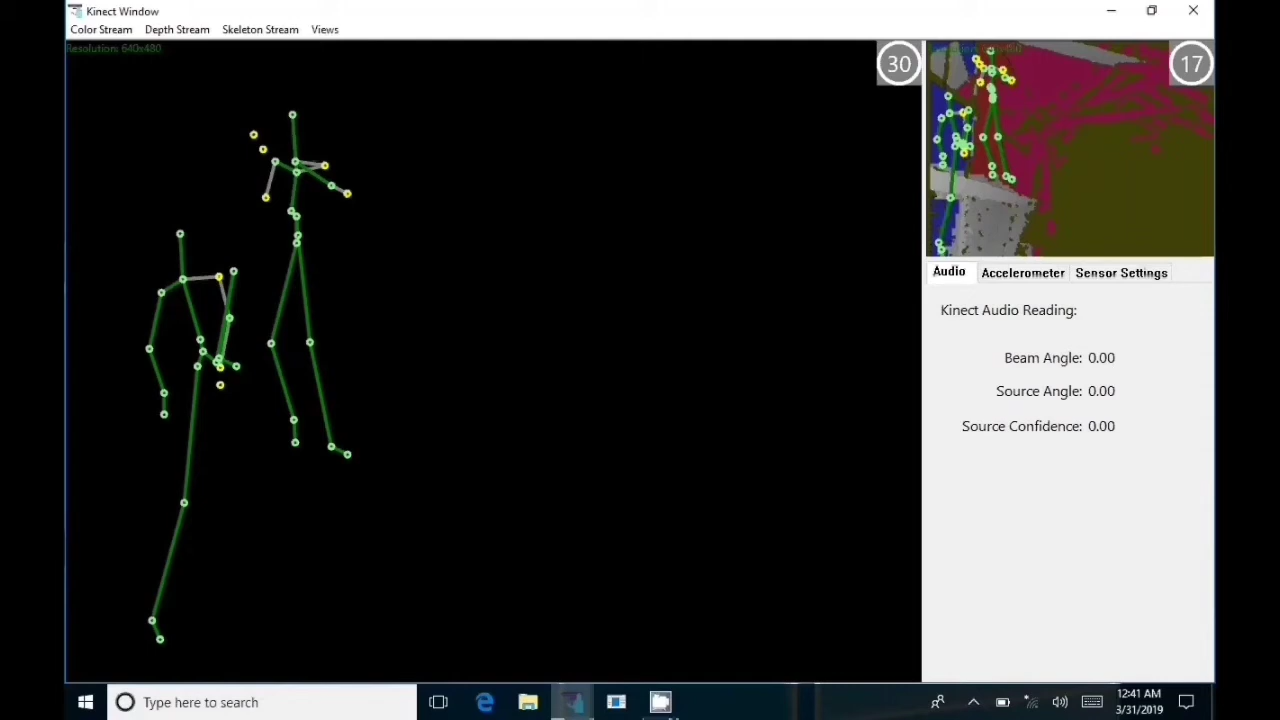 Kinect Window
Color Stream Depth Stream Skeleton Stream Views
Resolution: 640x480
30
17
Audio Accelerometer Sensor Settings
Kinect Audio Reading:
Beam Angle: 0.00
Source Angle: 0.00
Source Confidence: 0.00
Type here to search
12:41 AM
3/31/2019